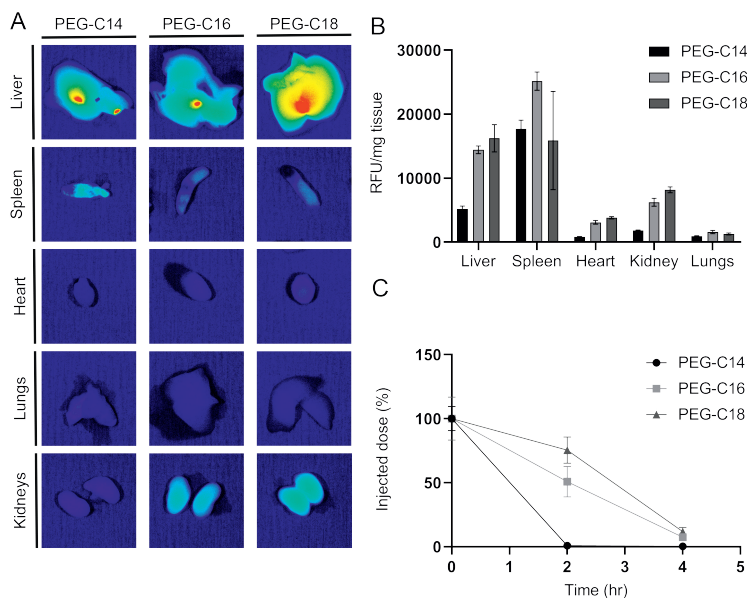 A
PEG-C14 PEG-C16 PEG-C18
Liver
Spleen
Heart
Lungs
Kidneys
B
RFU/mg tissue
30000
20000
10000
0
Liver Spleen Heart Kidney Lungs
PEG-C14
PEG-C16
PEG-C18
C
Injected dose (%)
150
100
50
0
0 1 2 3 4 5
Time (hr)
PEG-C14
PEG-C16
PEG-C18